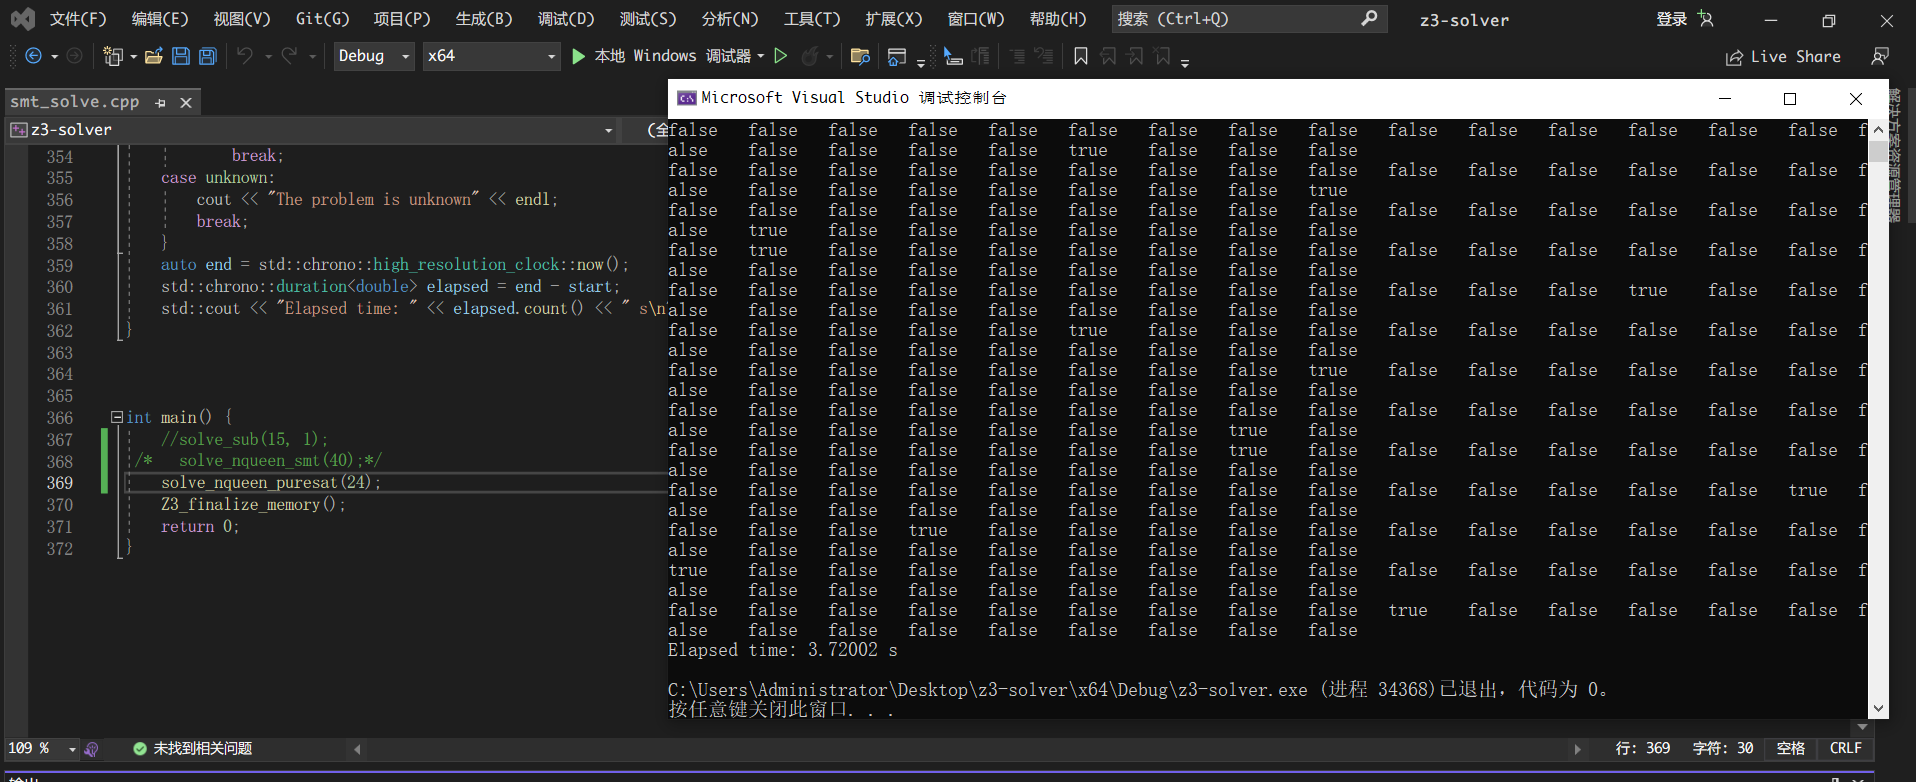 文件(F) 编辑(E) 视图(V) Git(G) 项目(P) 生成(B) 调试(D) 测试(S) 分析(N) 工具(T) 扩展(X) 窗口(W) 帮助(H) 搜索 (Ctrl+Q) z3-solver 登录
Debug x64 本地 Windows 调试器 Live Share
smt_solve.cpp
z3-solver (全
354 break;
355 case unknown:
356 cout << "The problem is unknown" << endl;
357 break;
358 }
359 auto end = std::chrono::high_resolution_clock::now();
360 std::chrono::duration<double> elapsed = end - start;
361 std::cout << "Elapsed time: " << elapsed.count() << " s\n
362 }
363
364
365
366 int main() {
367 //solve_sub(15, 1);
368 /* solve_nqueen_smt(40);*/
369 solve_nqueen_puresat(24);
370 Z3_finalize_memory();
371 return 0;
372 }
Microsoft Visual Studio 调试控制台
false false false false false false false false false false false false false false false f
alse false false false false true false false false
false false false false false false false false false false false false false false false f
alse false false false false false false false true
false false false false false false false false false false false false false false false f
alse true false false false false false false false
false true false false false false false false false false false false false false false f
alse false false false false false false false false
false false false false false false false false false false false false true false false f
alse false false false false false false false false
false false false false false true false false false false false false false false false f
alse false false false false false false false false
false false false false false false false false true false false false false false false f
alse false false false false false false false false
false false false false false false false false false false false false false false false f
alse false false false false false false true false
false false false false false false false true false false false false false false false f
alse false false false false false false false false
false false false false false false false false false false false false false false true f
alse false false false false false false false false
false false false true false false false false false false false false false false false f
alse false false false false false false false false
true false false false false false false false false false false false false false false f
alse false false false false false false false false
false false false false false false false false false true false false false false false f
alse false false false false false false false false
Elapsed time: 3.72002 s
C:\Users\Administrator\Desktop\z3-solver\x64\Debug\z3-solver.exe (进程 34368)已退出，代码为 0。
按任意键关闭此窗口. . .
解决方案资源管理器
109 % 未找到相关问题 行: 369 字符: 30 空格 CRLF
输出